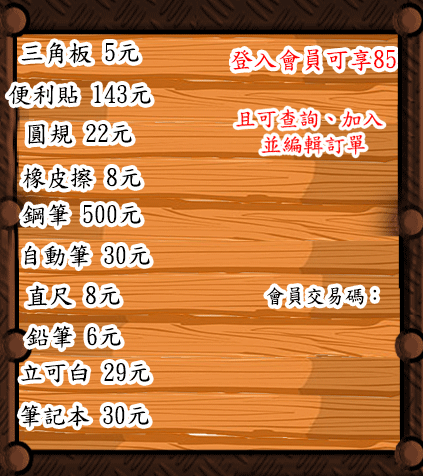 三角板 5元
便利貼 143元
圓規 22元
橡皮擦 8元
鋼筆 500元
自動筆 30元
直尺 8元
鉛筆 6元
立可白 29元
筆記本 30元
登入會員可享85
且可查詢、加入
並編輯訂單
會員交易碼：